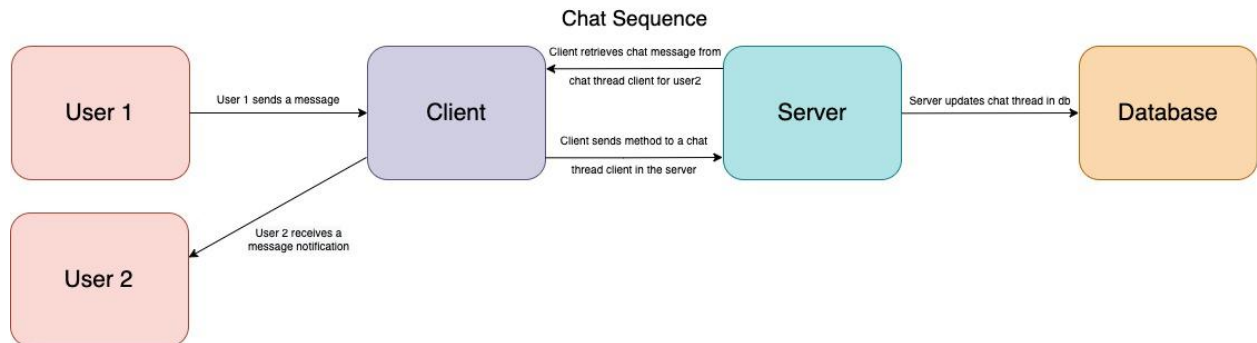 Chat Sequence
Client retrieves chat message from
chat thread client for user2
User 1
User 1 sends a message
Client
Server
Server updates chat thread in db
Database
Client sends method to a chat
thread client in the server
User 2 receives a
message notification
User 2